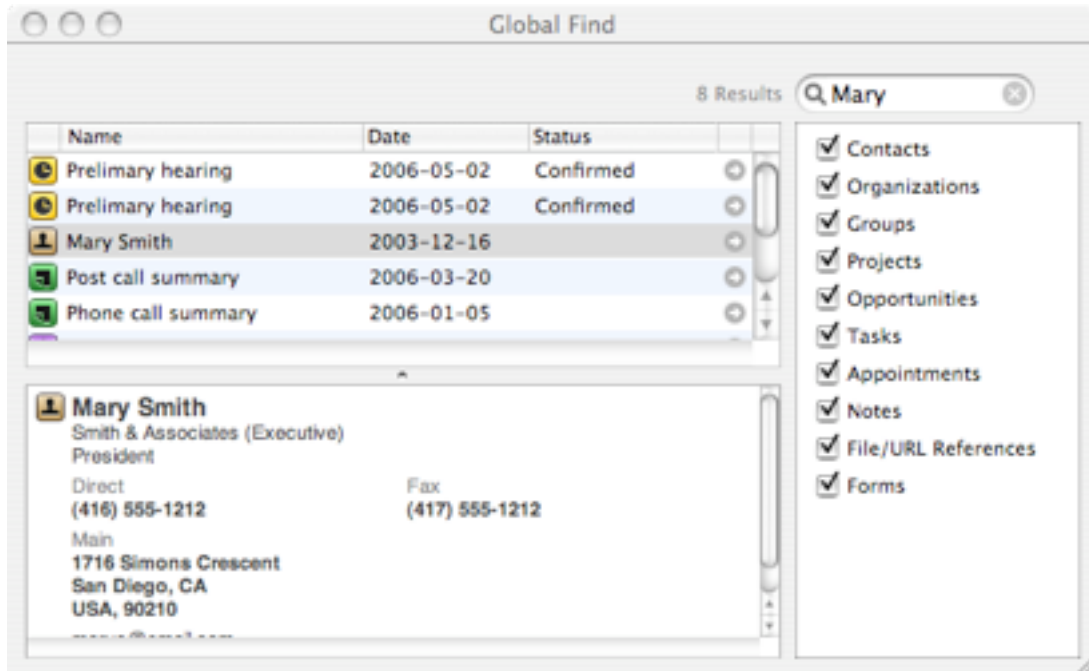 Global Find
8 Results Mary
Name Date Status
Prelimary hearing 2006-05-02 Confirmed
Prelimary hearing 2006-05-02 Confirmed
Mary Smith 2003-12-16
Post call summary 2006-03-20
Phone call summary 2006-01-05
Contacts
Organizations
Groups
Projects
Opportunities
Tasks
Appointments
Notes
File/URL References
Forms
Mary Smith
Smith & Associates (Executive)
President
Direct Fax
(416) 555-1212 (417) 555-1212
Main
1716 Simons Crescent
San Diego, CA
USA, 90210